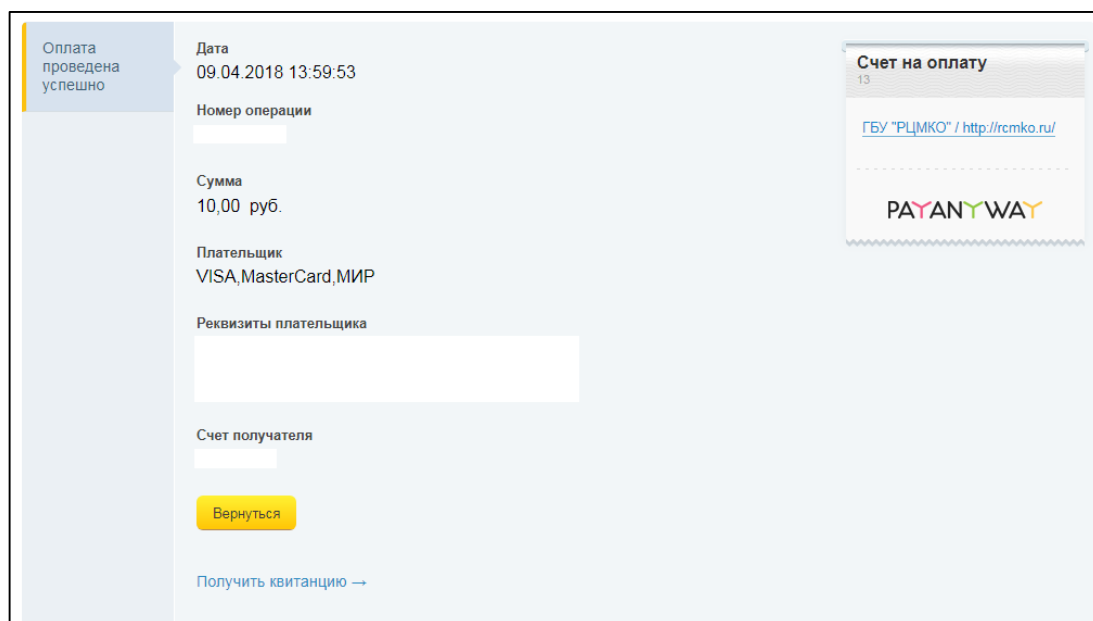 Оплата
проведена
успешно
Дата
09.04.2018 13:59:53
Номер операции
Сумма
10,00 руб.
Плательщик
VISA,MasterCard,МИР
Реквизиты плательщика
Счет получателя
Вернуться
Получить квитанцию →
Счет на оплату
13
ГБУ "РЦМКО" / http://rcmko.ru/
PAYANYWAY